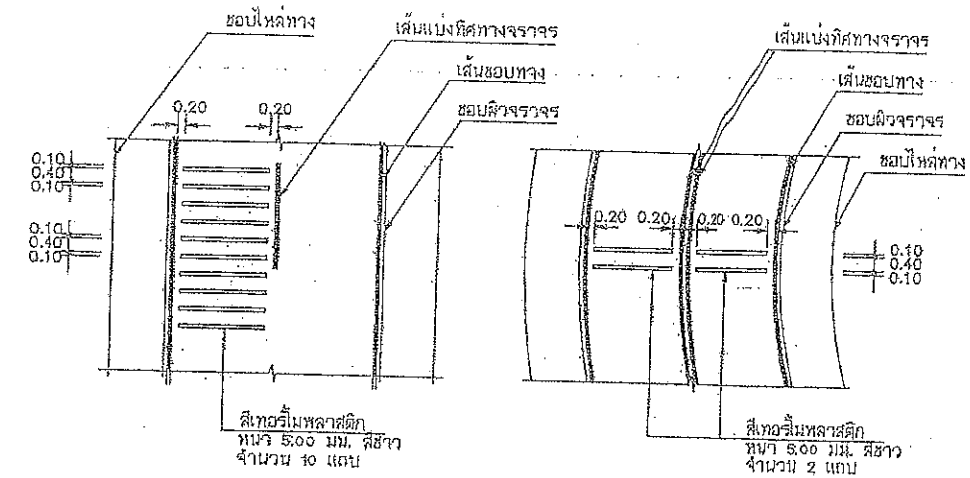 ขอบไหล่ทาง
เส้นแบ่งทิศทางจราจร
เส้นขอบทาง
ขอบผิวจราจร
0.20
0.20
0.10
0.40
0.10
0.10
0.40
0.10
สีเทอร์โมพลาสติก
หนา 5.00 มม. สีขาว
จำนวน 10 แถบ
เส้นแบ่งทิศทางจราจร
เส้นขอบทาง
ขอบผิวจราจร
ขอบไหล่ทาง
0.20 0.20 0.20 0.20
0.10
0.40
0.10
สีเทอร์โมพลาสติก
หนา 5.00 มม. สีขาว
จำนวน 2 แถบ